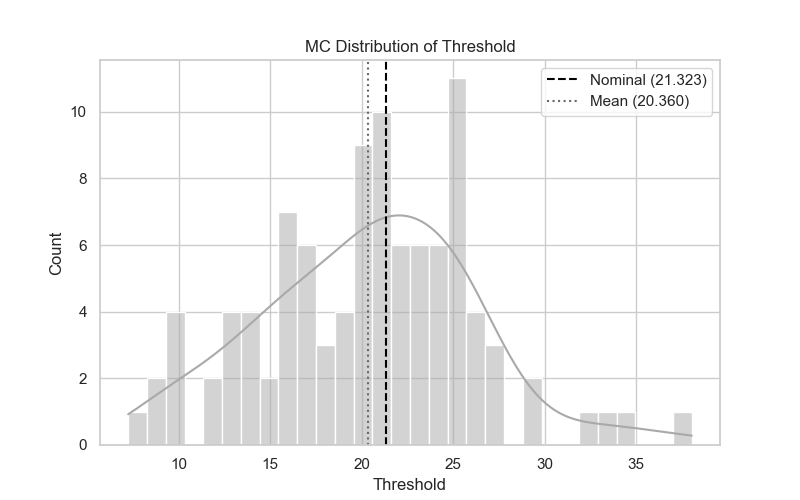 MC Distribution of Threshold
Nominal (21.323)
Mean (20.360)
Count
10
8
6
4
2
0
10 15 20 25 30 35
Threshold